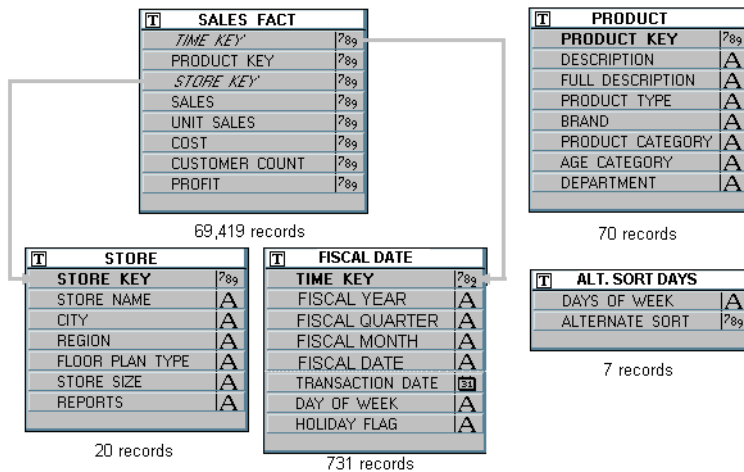 T SALES FACT
TIME KEY 789
PRODUCT KEY 789
STORE KEY 789
SALES 789
UNIT SALES 789
COST 789
CUSTOMER COUNT 789
PROFIT 789
69,419 records
T PRODUCT
PRODUCT KEY 789
DESCRIPTION A
FULL DESCRIPTION A
PRODUCT TYPE A
BRAND A
PRODUCT CATEGORY A
AGE CATEGORY A
DEPARTMENT A
70 records
T STORE
STORE KEY 789
STORE NAME A
CITY A
REGION A
FLOOR PLAN TYPE A
STORE SIZE A
REPORTS A
20 records
T FISCAL DATE
TIME KEY 789
FISCAL YEAR A
FISCAL QUARTER A
FISCAL MONTH A
FISCAL DATE A
TRANSACTION DATE 31
DAY OF WEEK A
HOLIDAY FLAG A
731 records
T ALT. SORT DAYS
DAYS OF WEEK A
ALTERNATE SORT 789
7 records